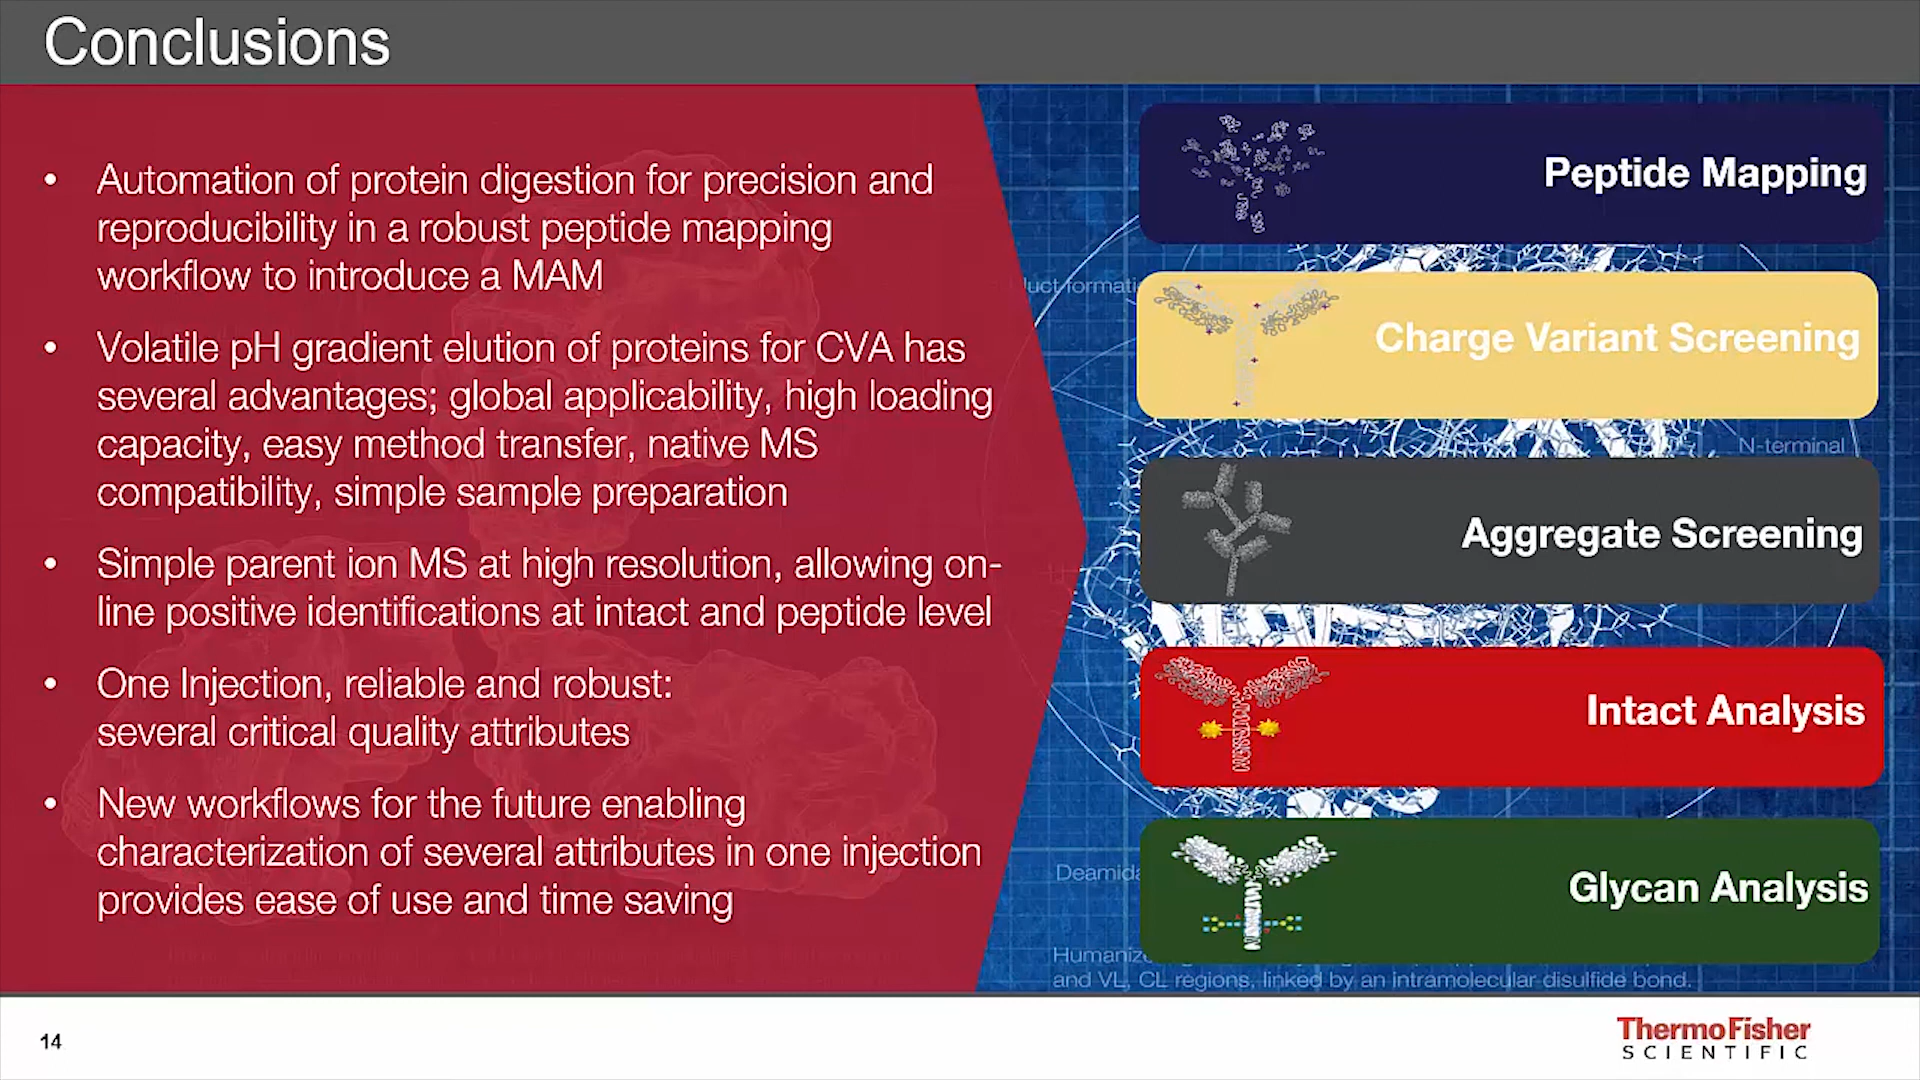 Conclusions
• Automation of protein digestion for precision and
reproducibility in a robust peptide mapping
workflow to introduce a MAM
• Volatile pH gradient elution of proteins for CVA has
several advantages; global applicability, high loading
capacity, easy method transfer, native MS
compatibility, simple sample preparation
• Simple parent ion MS at high resolution, allowing on-
line positive identifications at intact and peptide level
• One Injection, reliable and robust:
several critical quality attributes
• New workflows for the future enabling
characterization of several attributes in one injection
provides ease of use and time saving
Peptide Mapping
Charge Variant Screening
N-terminal
Aggregate Screening
Intact Analysis
Glycan Analysis
and VL, CL regions, linked by an intramolecular disulfide bond.
14
ThermoFisher
SCIENTIFIC